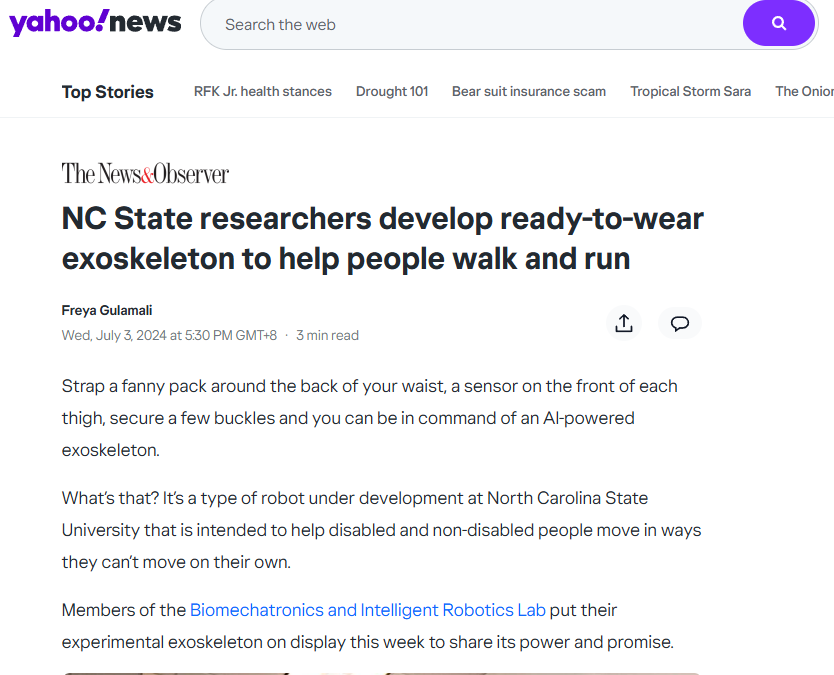 yahoo!news
Search the web
Top Stories
RFK Jr. health stances
Drought 101
Bear suit insurance scam
Tropical Storm Sara
The Onion
The News&Observer
NC State researchers develop ready-to-wear
exoskeleton to help people walk and run
Freya Gulamali
Wed, July 3, 2024 at 5:30 PM GMT+8 · 3 min read
Strap a fanny pack around the back of your waist, a sensor on the front of each
thigh, secure a few buckles and you can be in command of an AI-powered
exoskeleton.
What's that? It's a type of robot under development at North Carolina State
University that is intended to help disabled and non-disabled people move in ways
they can't move on their own.
Members of the Biomechatronics and Intelligent Robotics Lab put their
experimental exoskeleton on display this week to share its power and promise.